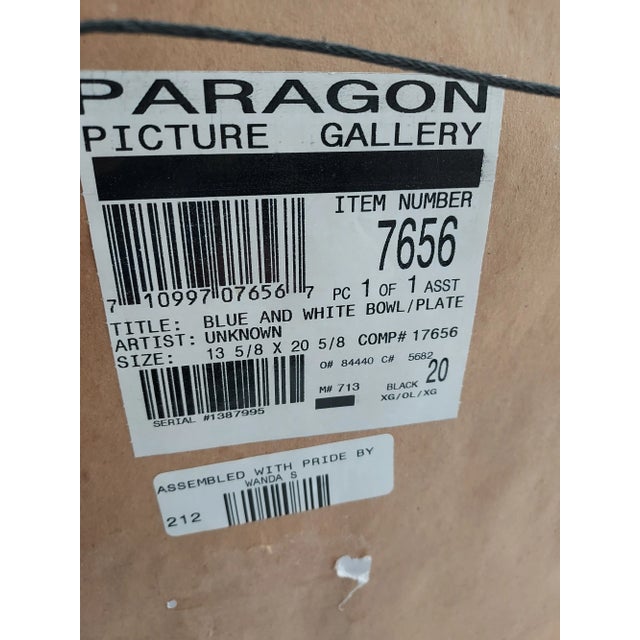 PARAGON
PICTURE GALLERY
ITEM NUMBER
7656
7 10997 07656 7
PC 1 OF 1 ASST
TITLE: BLUE AND WHITE BOWL/PLATE
ARTIST: UNKNOWN
SIZE: 13 5/8 X 20 5/8 COMP# 17656
O# 84440 C# 5682
M# 713 BLACK 20
XG/OL/XG
SERIAL #1387995
ASSEMBLED WITH PRIDE BY
WANDA S
212